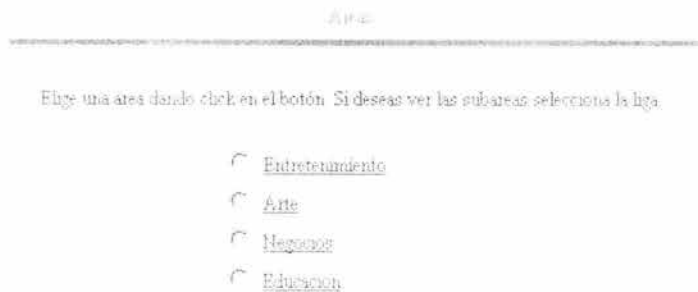 Areas
Elige una area dando click en el botón. Si deseas ver las subareas selecciona la liga
Entretenimiento
Arte
Negocios
Educacion